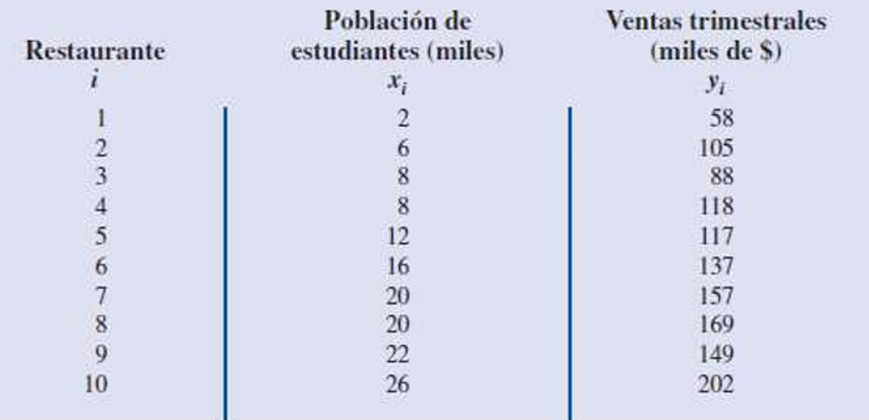 Población de Ventas trimestrales
Restaurante estudiantes (miles) (miles de $)
i xi yi
1 2 58
2 6 105
3 8 88
4 8 118
5 12 117
6 16 137
7 20 157
8 20 169
9 22 149
10 26 202